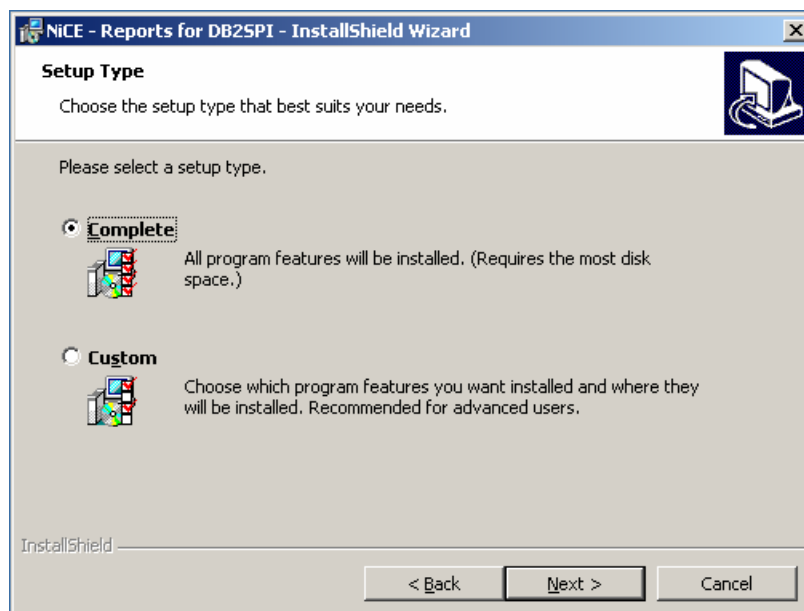 NiCE - Reports for DB2SPI - InstallShield Wizard
Setup Type
Choose the setup type that best suits your needs.
Please select a setup type.
Complete
All program features will be installed. (Requires the most disk
space.)
Custom
Choose which program features you want installed and where they
will be installed. Recommended for advanced users.
InstallShield
< Back
Next >
Cancel